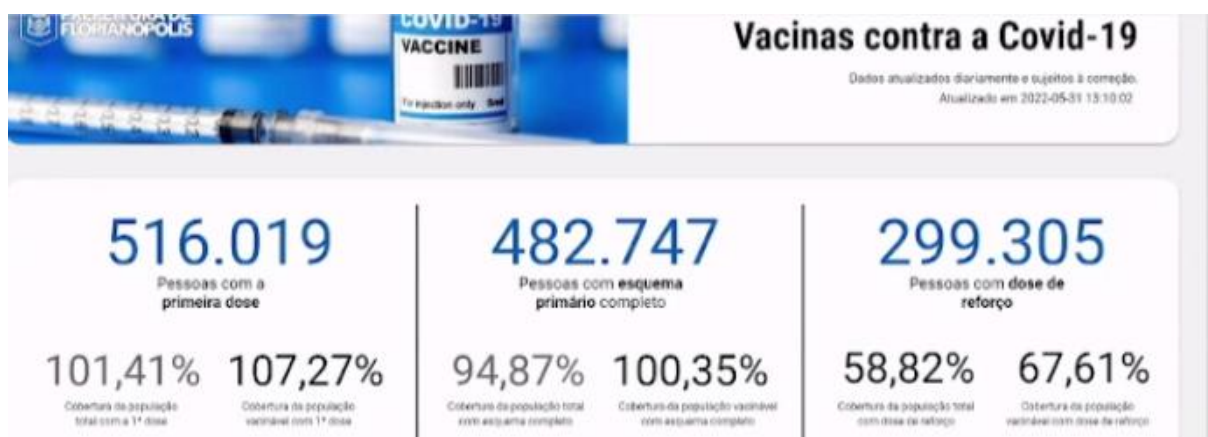 PREFEITURA DE
FLORIANÓPOLIS
COVID-19
VACCINE
For injection only 5ml
Vacinas contra a Covid-19
Dados atualizados diariamente e sujeitos à correção.
Atualizado em 2022-05-31 13:10:02
516.019
Pessoas com a
primeira dose
101,41%
Cobertura da população
total com a 1ª dose
107,27%
Cobertura da população
vacinável com 1ª dose
482.747
Pessoas com esquema
primário completo
94,87%
Cobertura da população total
com esquema completo
100,35%
Cobertura da população vacinável
com esquema completo
299.305
Pessoas com dose de
reforço
58,82%
Cobertura da população total
com dose de reforço
67,61%
Cobertura da população
vacinável com dose de reforço